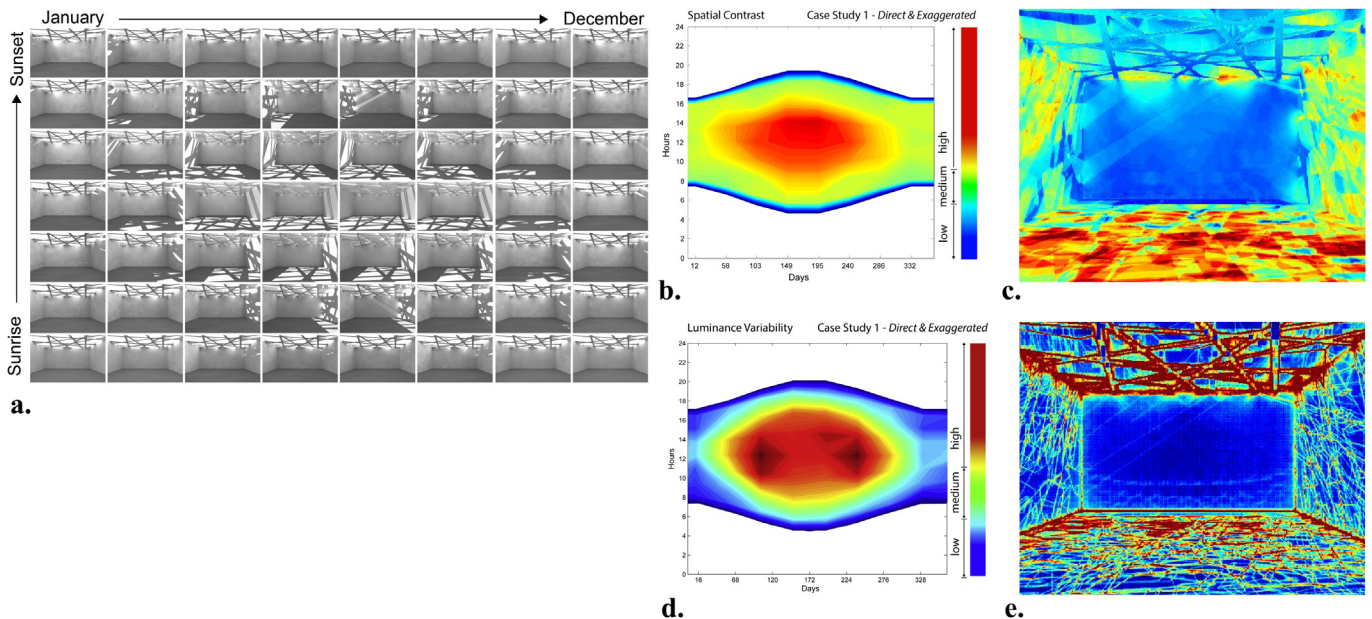 January
December
Sunset
Sunrise
a.
Spatial Contrast
Case Study 1 - Direct & Exaggerated
24
22
20
18
16
14
12
10
8
6
4
2
0
Hours
12 58 103 149 195 240 286 332
Days
high
medium
low
b.
c.
Luminance Variability
Case Study 1 - Direct & Exaggerated
24
22
20
18
16
14
12
10
8
6
4
2
0
Hours
16 68 120 172 224 276 328
Days
high
medium
low
d.
e.